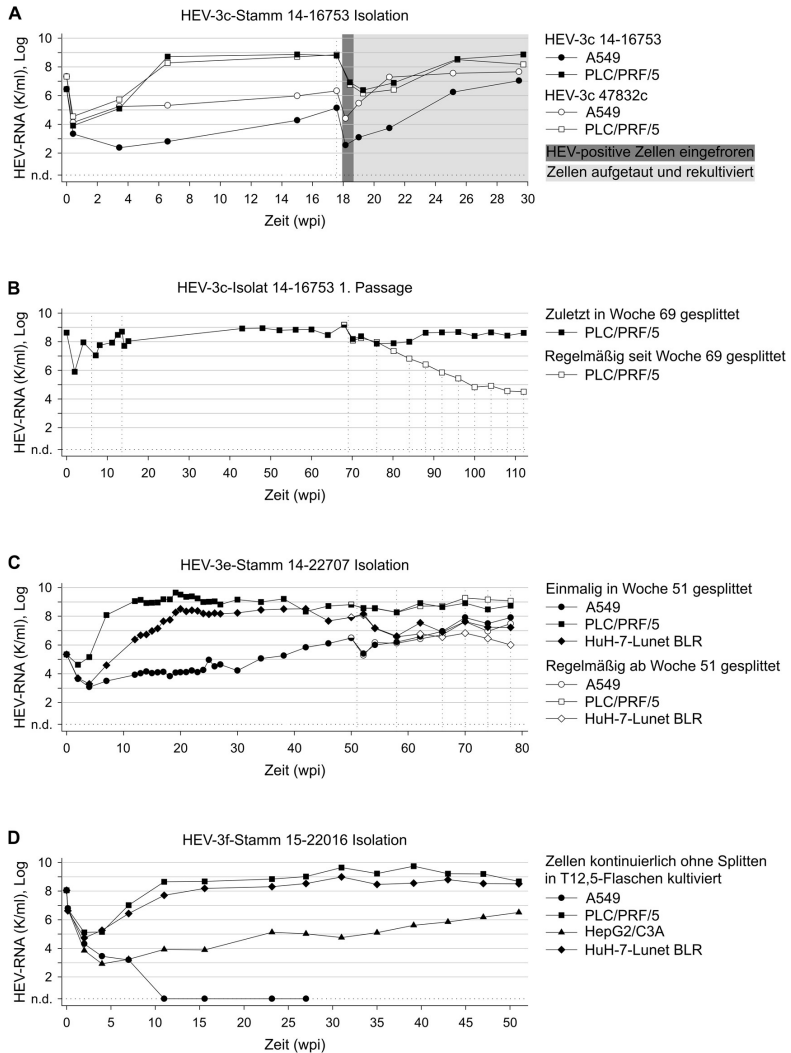 A
HEV-3c-Stamm 14-16753 Isolation
HEV-RNA (K/ml), Log
10
8
6
4
2
n.d.
0 2 4 6 8 10 12 14 16 18 20 22 24 26 28 30
Zeit (wpi)
HEV-3c 14-16753
A549
PLC/PRF/5
HEV-3c 47832c
A549
PLC/PRF/5
HEV-positive Zellen eingefroren
Zellen aufgetaut und rekultiviert
B
HEV-3c-Isolat 14-16753 1. Passage
HEV-RNA (K/ml), Log
10
8
6
4
2
n.d.
0 10 20 30 40 50 60 70 80 90 100 110
Zeit (wpi)
Zuletzt in Woche 69 gesplittet
PLC/PRF/5
Regelmäßig seit Woche 69 gesplittet
PLC/PRF/5
C
HEV-3e-Stamm 14-22707 Isolation
HEV-RNA (K/ml), Log
10
8
6
4
2
n.d.
0 10 20 30 40 50 60 70 80
Zeit (wpi)
Einmalig in Woche 51 gesplittet
A549
PLC/PRF/5
HuH-7-Lunet BLR
Regelmäßig ab Woche 51 gesplittet
A549
PLC/PRF/5
HuH-7-Lunet BLR
D
HEV-3f-Stamm 15-22016 Isolation
HEV-RNA (K/ml), Log
10
8
6
4
2
n.d.
0 5 10 15 20 25 30 35 40 45 50
Zeit (wpi)
Zellen kontinuierlich ohne Splitten
in T12,5-Flaschen kultiviert
A549
PLC/PRF/5
HepG2/C3A
HuH-7-Lunet BLR